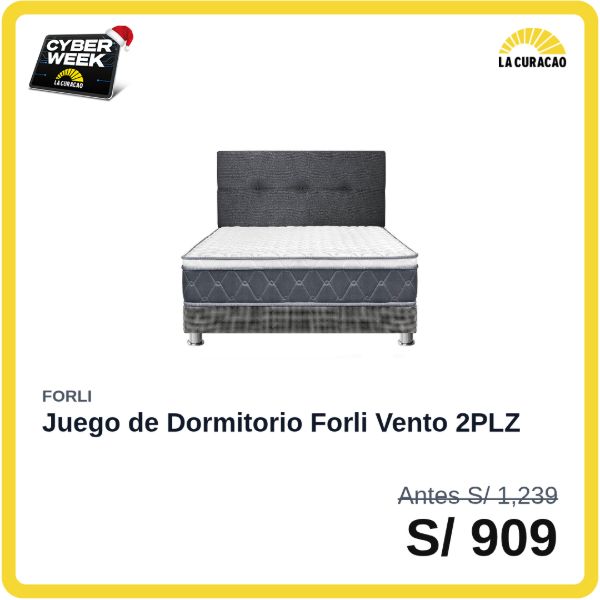 CYBER
WEEK
LA CURACAO
LA CURACAO
FORLI
Juego de Dormitorio Forli Vento 2PLZ
Antes S/ 1,239
S/ 909